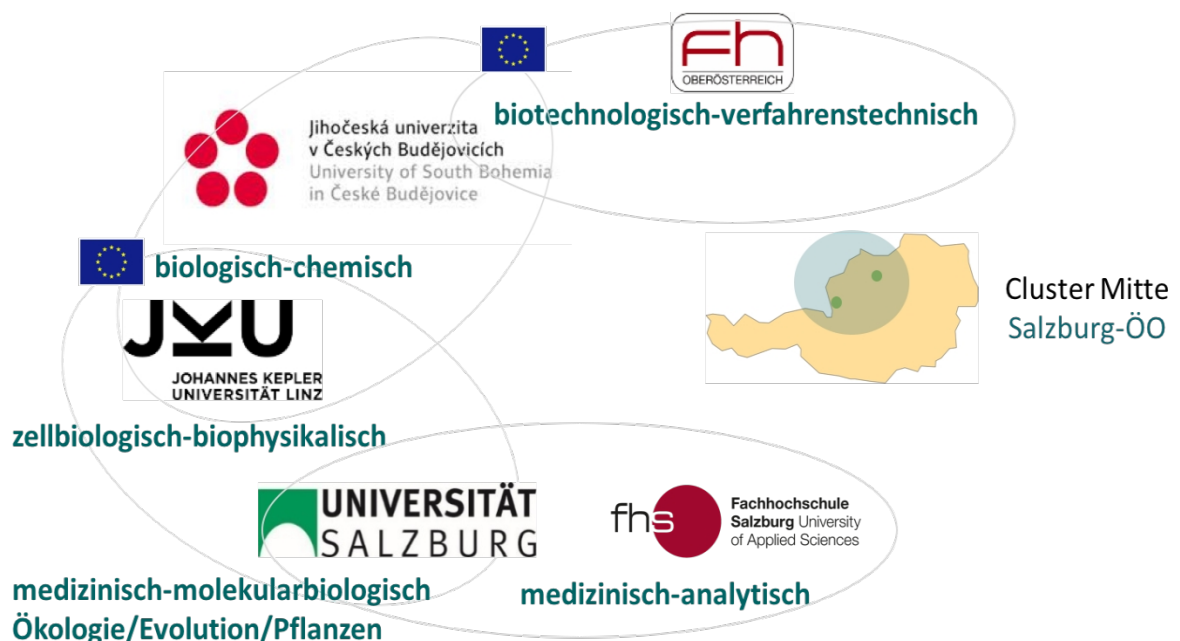 fh
OBERÖSTERREICH
biotechnologisch-verfahrenstechnisch
Jihočeská univerzita
v Českých Budějovicích
University of South Bohemia
in České Budějovice
biologisch-chemisch
JKU
JOHANNES KEPLER
UNIVERSITÄT LINZ
Cluster Mitte
Salzburg-ÖO
zellbiologisch-biophysikalisch
UNIVERSITÄT
SALZBURG
fhs
Fachhochschule
Salzburg University
of Applied Sciences
medizinisch-molekularbiologisch
Ökologie/Evolution/Pflanzen
medizinisch-analytisch